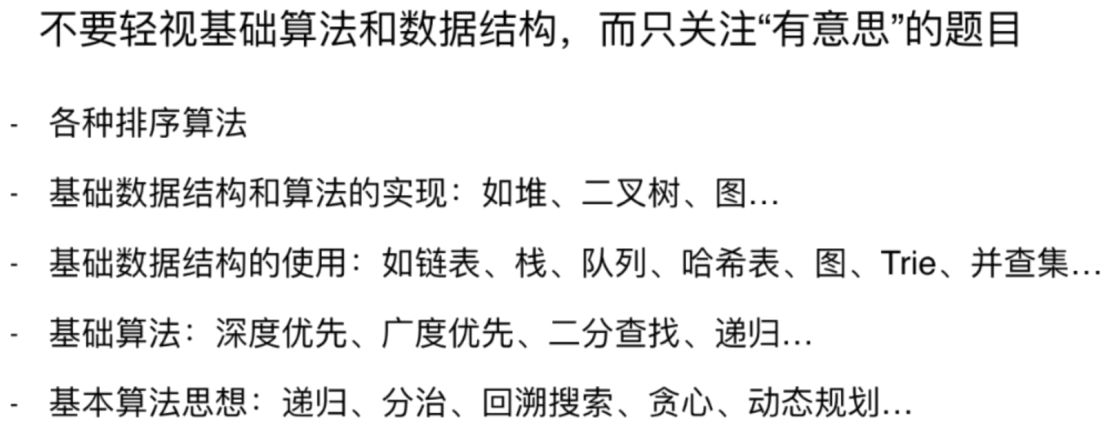 不要轻视基础算法和数据结构，而只关注“有意思”的题目
- 各种排序算法
- 基础数据结构和算法的实现：如堆、二叉树、图...
- 基础数据结构的使用：如链表、栈、队列、哈希表、图、Trie、并查集...
- 基础算法：深度优先、广度优先、二分查找、递归...
- 基本算法思想：递归、分治、回溯搜索、贪心、动态规划...